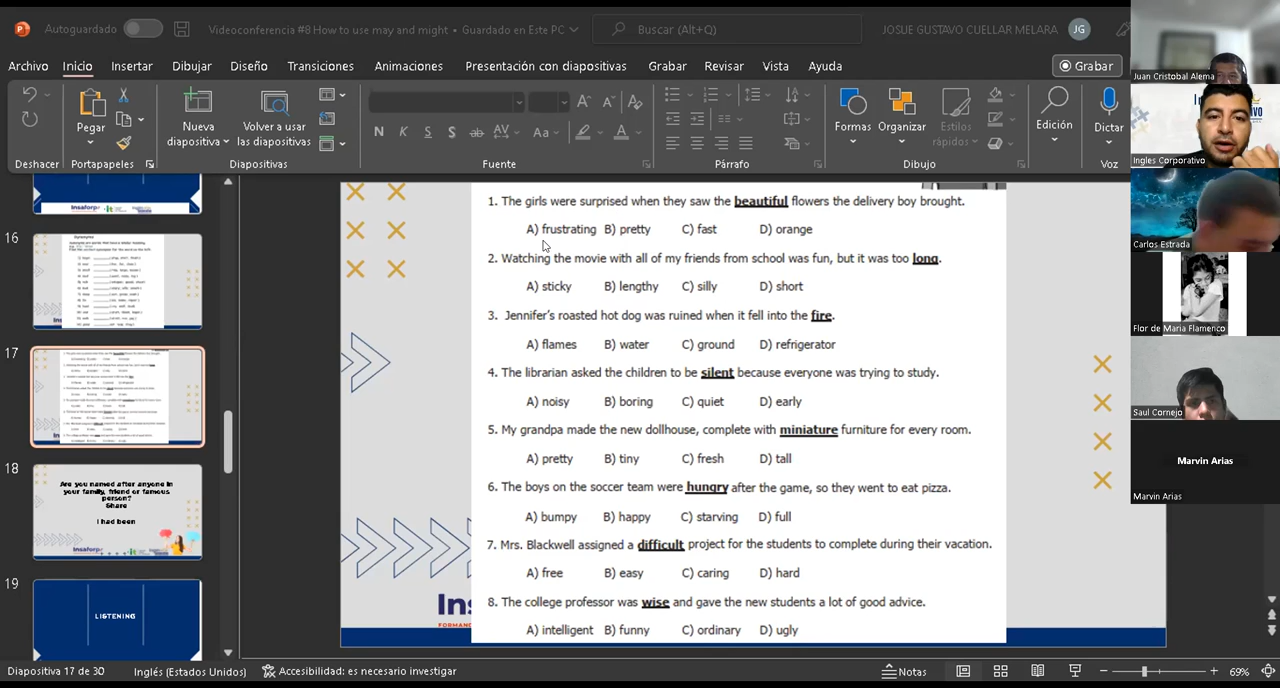 Autoguardado
Videoconferencia #8 How to use may and might • Guardado en Este PC
Buscar (Alt+Q)
JOSUE GUSTAVO CUELLAR MELARA
JG
Archivo Inicio Insertar Dibujar Diseño Transiciones Animaciones Presentación con diapositivas Grabar Revisar Vista Ayuda
Grabar
Pegar
Nueva diapositiva
Volver a usar las diapositivas
N K S S ab AV Aa A
Formas
Organizar
Estilos rápidos
Edición
Dictar
Deshacer Portapapeles Diapositivas Fuente Párrafo Dibujo Voz
16
17
18
Are you named after anyone in
your family, friend or famous
person?
Share
I had been
19
LISTENING
1. The girls were surprised when they saw the beautiful flowers the delivery boy brought.
A) frustrating B) pretty C) fast D) orange
2. Watching the movie with all of my friends from school was fun, but it was too long.
A) sticky B) lengthy C) silly D) short
3. Jennifer's roasted hot dog was ruined when it fell into the fire.
A) flames B) water C) ground D) refrigerator
4. The librarian asked the children to be silent because everyone was trying to study.
A) noisy B) boring C) quiet D) early
5. My granpa made the new dollhouse, complete with minature furniture for every room.
A) pretty B) tiny C) fresh D) tall
6. The boys on the soccer team were hungry after the game, so they went to eat pizza.
A) bumpy B) happy C) starving D) full
7. Mrs. Blackwell assigned a difficult project for the students to complete during their vacation.
A) free B) easy C) caring D) hard
8. The college professor was wise and gave the new students a lot of good advice.
A) intelligent B) funny C) ordinary D) ugly
Juan Cristobal Alema
Ingles Corporativo
Carlos Estrada
Flor de Maria Flamenco
Saul Cornejo
Marvin Arias
Marvin Arias
Diapositiva 17 de 30
Inglés (Estados Unidos)
Accesibilidad: es necesario investigar
Notas
69%